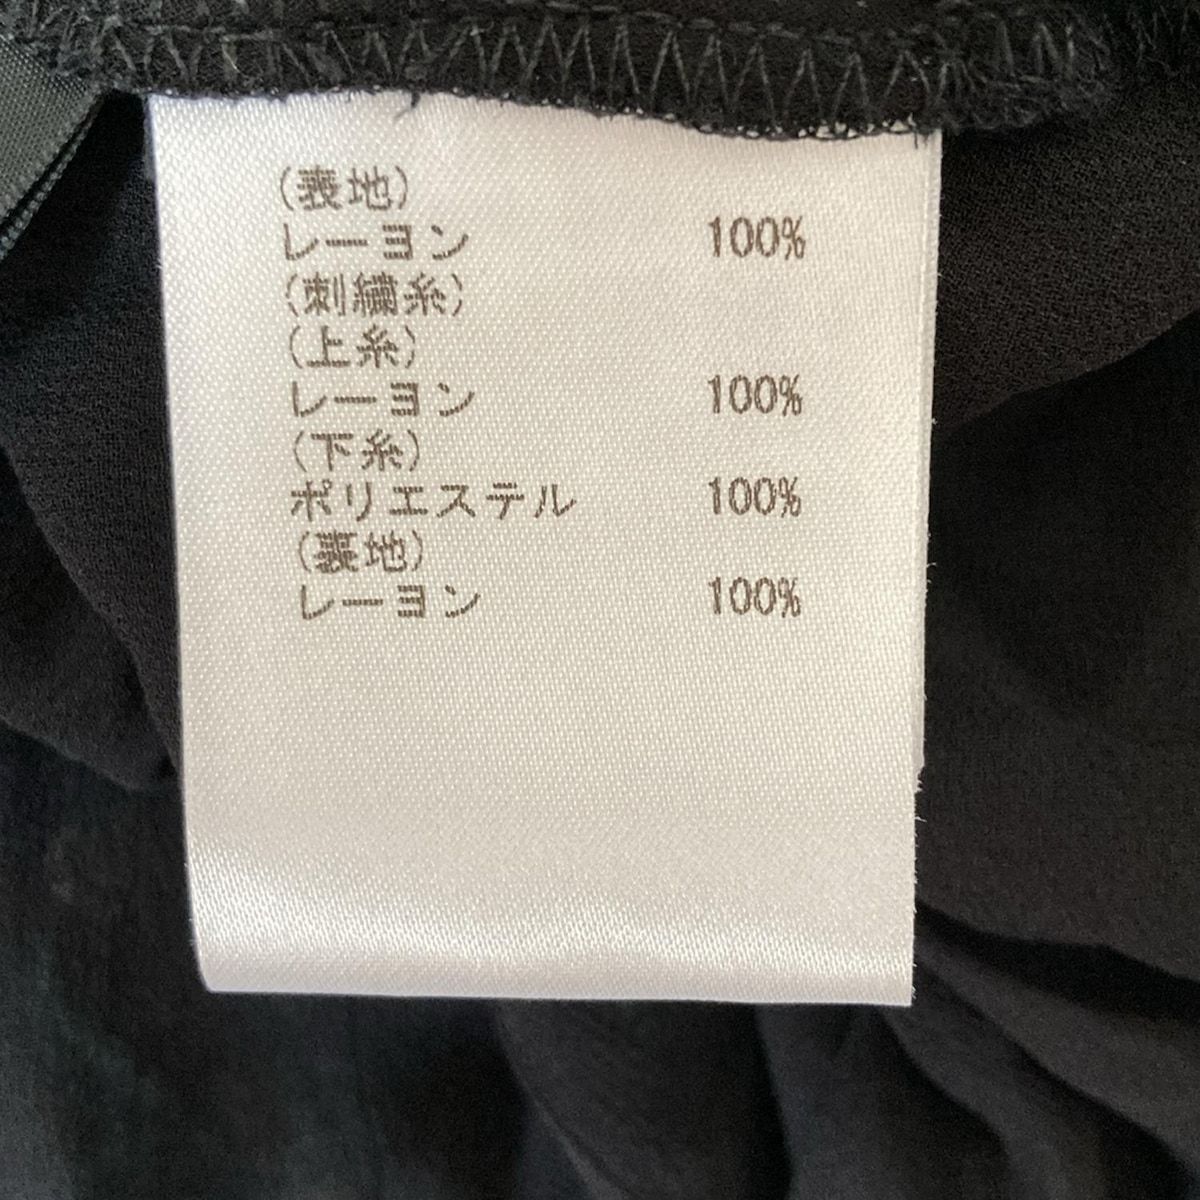 (表地)
レーヨン 100%
(刺繍糸)
(上糸)
レーヨン 100%
(下糸)
ポリエステル 100%
(裏地)
レーヨン 100%